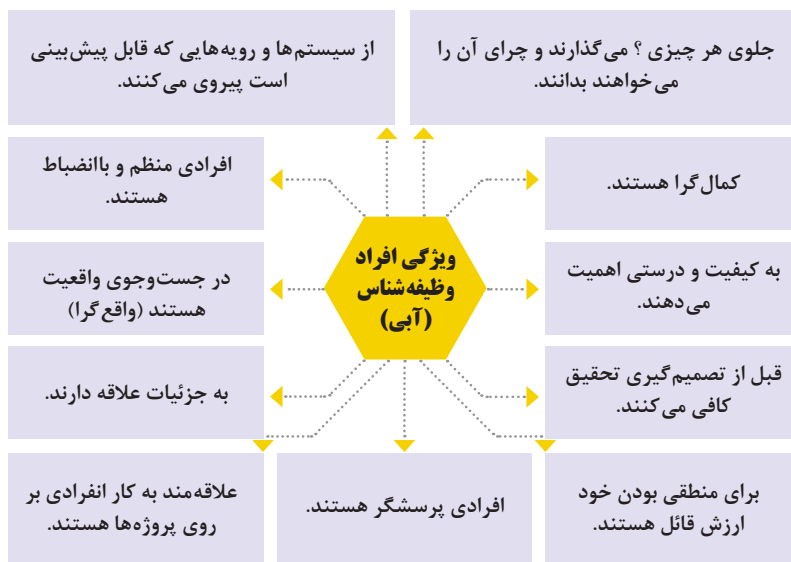 جلوی هر چیزی ؟ می‌گذارند و چرای آن را
می‌خواهند بدانند.
از سیستم‌ها و رویه‌هایی که قابل پیش‌بینی
است پیروی می‌کنند.
کمال‌گرا هستند.
افرادی منظم و باانضباط
هستند.
ویژگی افراد
وظیفه‌شناس
(آبی)
به کیفیت و درستی اهمیت
می‌دهند.
در جست‌وجوی واقعیت
هستند (واقع‌گرا)
قبل از تصمیم‌گیری تحقیق
کافی می‌کنند.
به جزئیات علاقه دارند.
برای منطقی بودن خود
ارزش قائل هستند.
افرادی پرسشگر هستند.
علاقه‌مند به کار انفرادی بر
روی پروژه‌ها هستند.